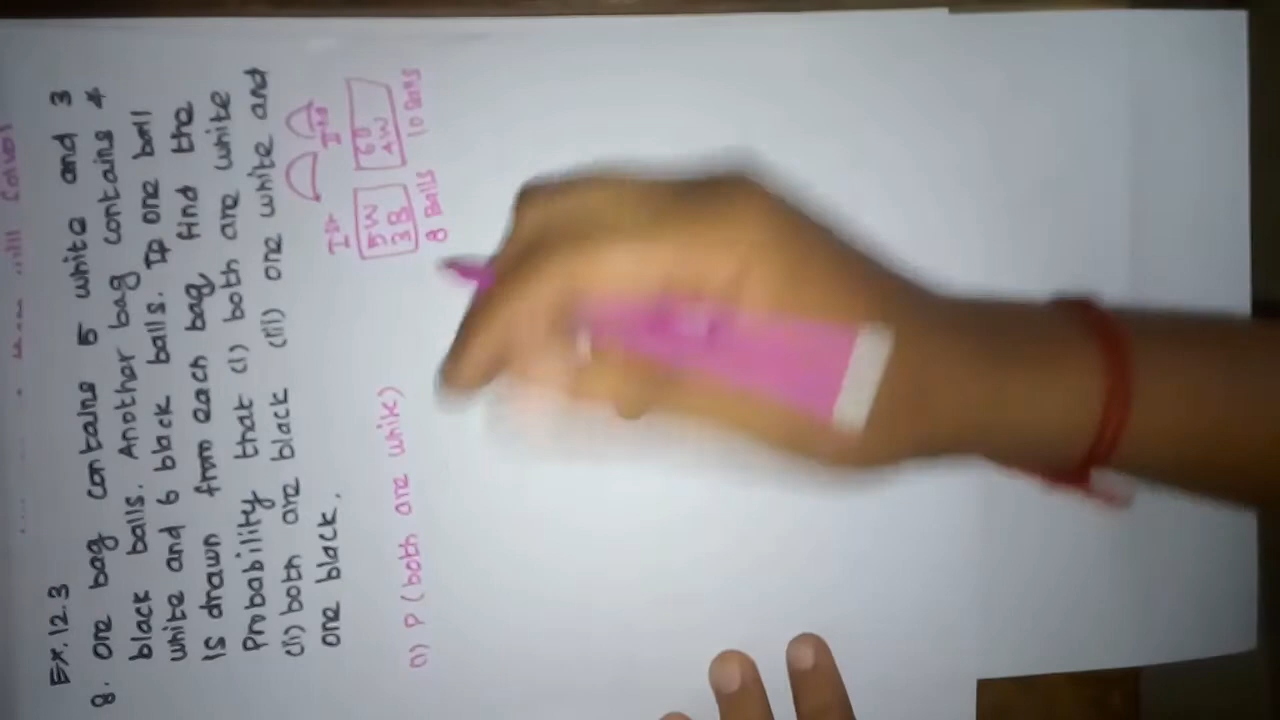 Ex. 12.3
8. one bag contains 5 white and 3
black balls. Another bag contains 4
white and 6 black balls. If one ball
is drawn from each bag find the
Probability that (i) both are white
(ii) both are black (iii) one white and
one black.
Ist IInd
5W 6B
3B 4W
8 Balls 10 Balls
(i) P(both are white)